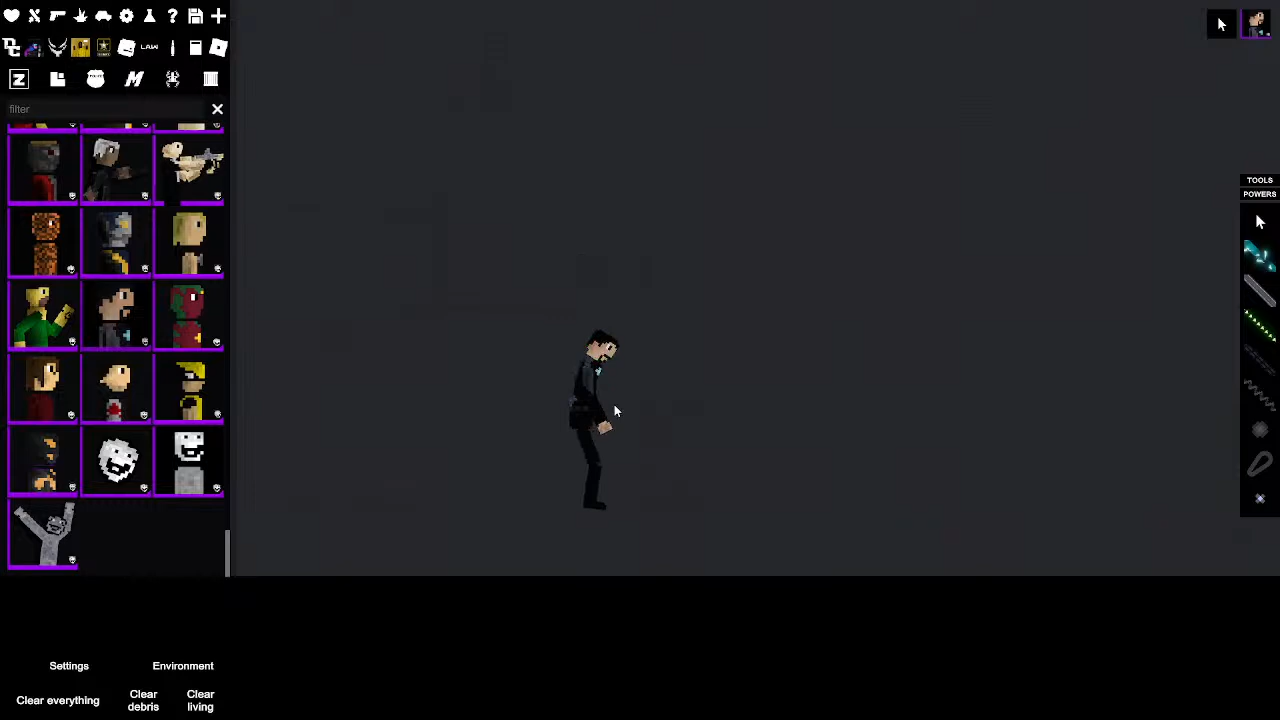 ?
LAW
Z
M
filter
TOOLS
POWERS
Settings
Environment
Clear everything
Clear
debris
Clear
living